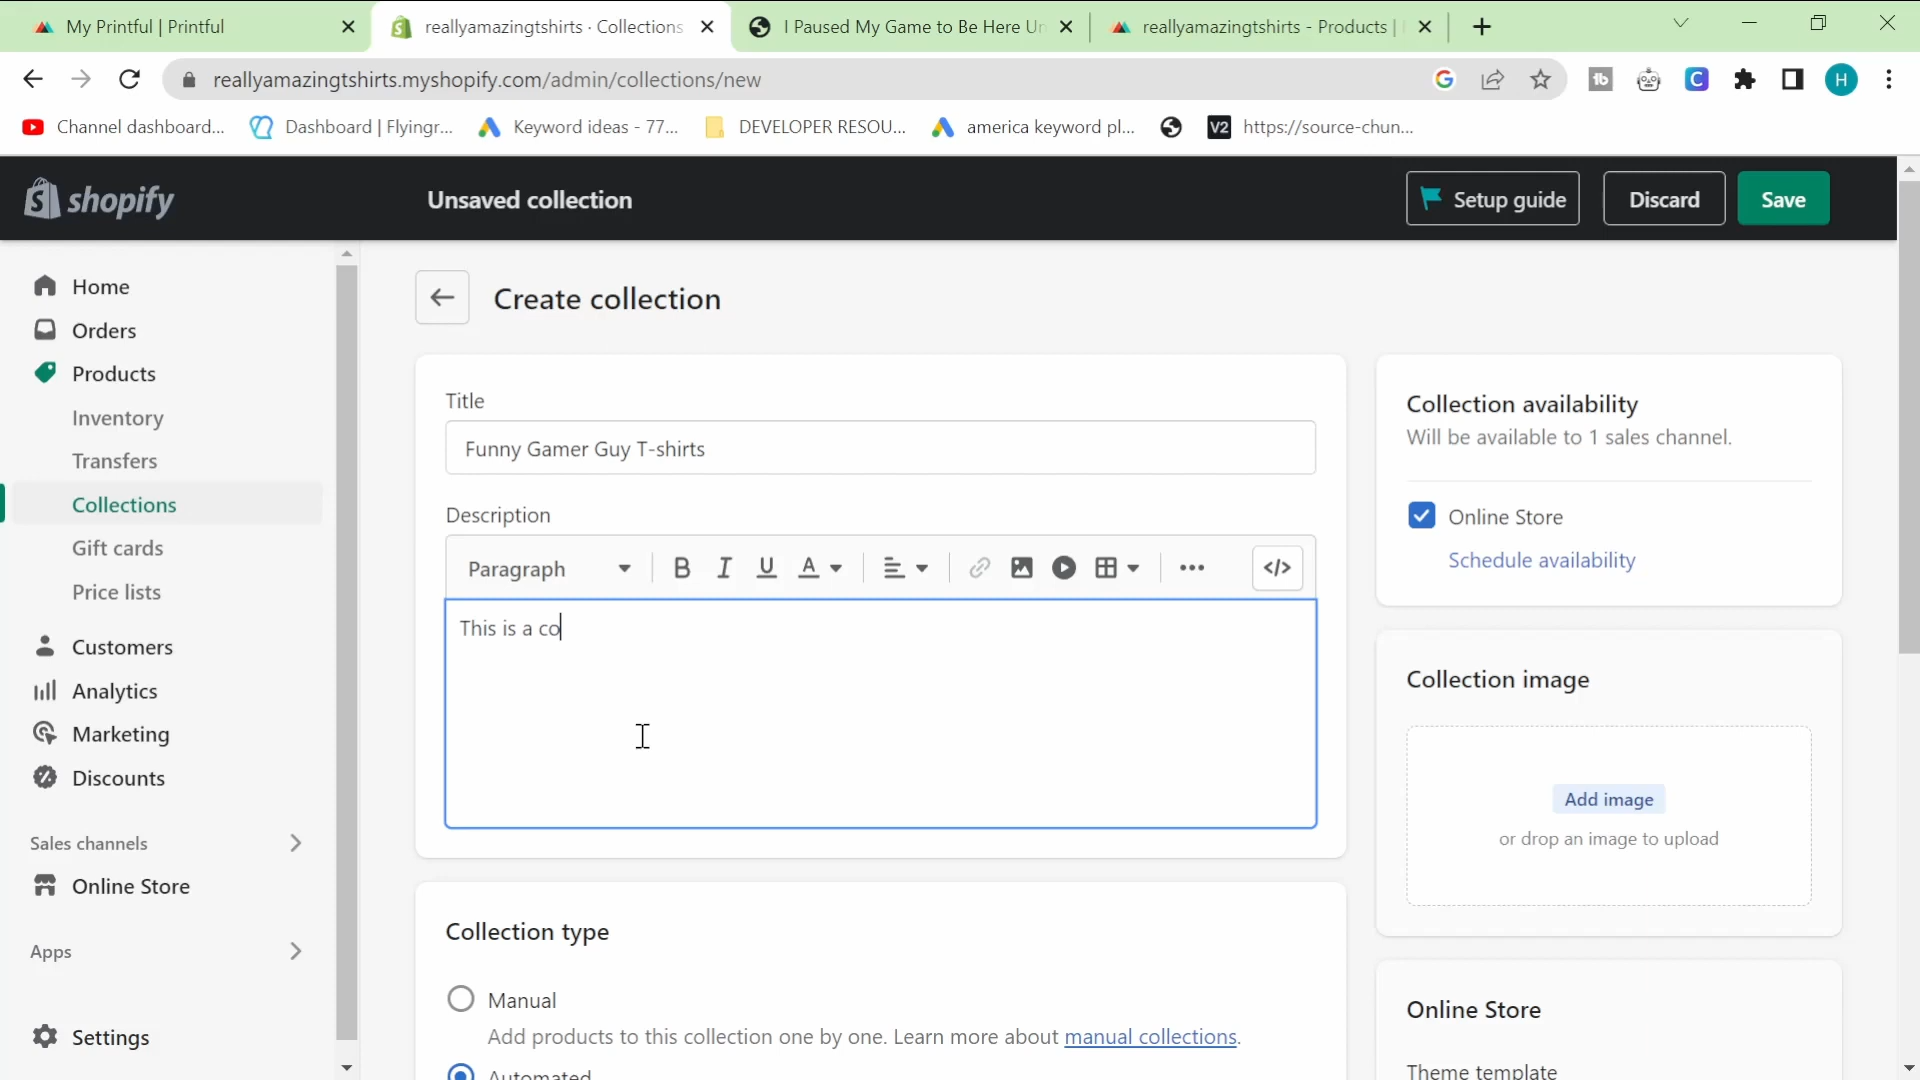 My Printful | Printful
reallyamazingtshirts · Collections
I Paused My Game to Be Here Un
reallyamazingtshirts - Products |
reallyamazingtshirts.myshopify.com/admin/collections/new
H
Channel dashboard...
Dashboard | Flyingr...
Keyword ideas - 77...
DEVELOPER RESOU...
america keyword pl...
V2
https://source-chun...
shopify
Unsaved collection
Setup guide
Discard
Save
Home
Orders
Products
Inventory
Transfers
Collections
Gift cards
Price lists
Customers
Analytics
Marketing
Discounts
Sales channels
Online Store
Apps
Settings
Create collection
Title
Funny Gamer Guy T-shirts
Description
Paragraph
B I U A
This is a co
Collection type
Manual
Add products to this collection one by one. Learn more about manual collections.
Automated
Collection availability
Will be available to 1 sales channel.
Online Store
Schedule availability
Collection image
Add image
or drop an image to upload
Online Store
Theme template